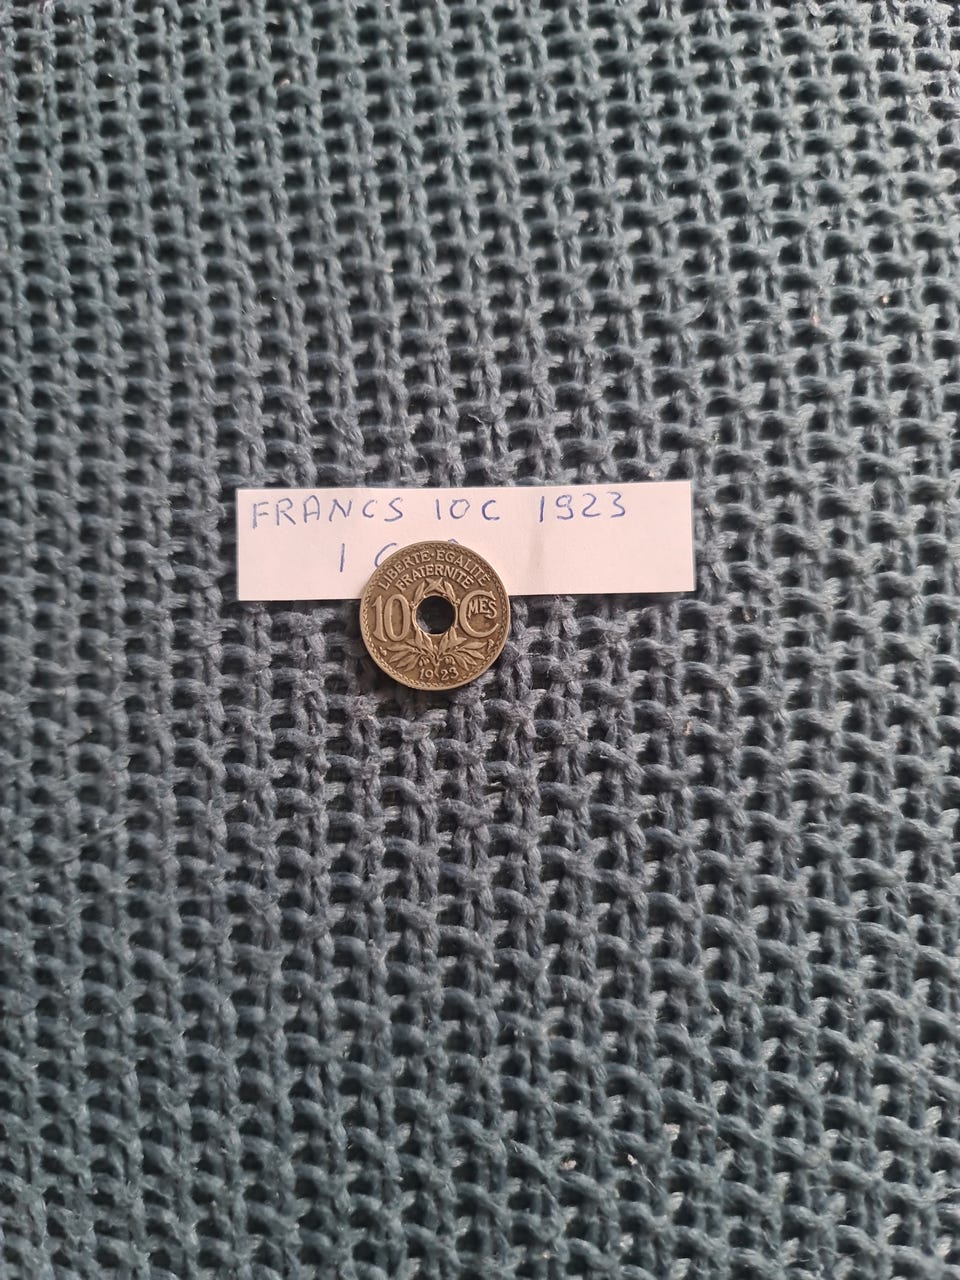 FRANCS 10C 1923
LIBERTE·EGALITE
FRATERNITE
10 CMES
1923